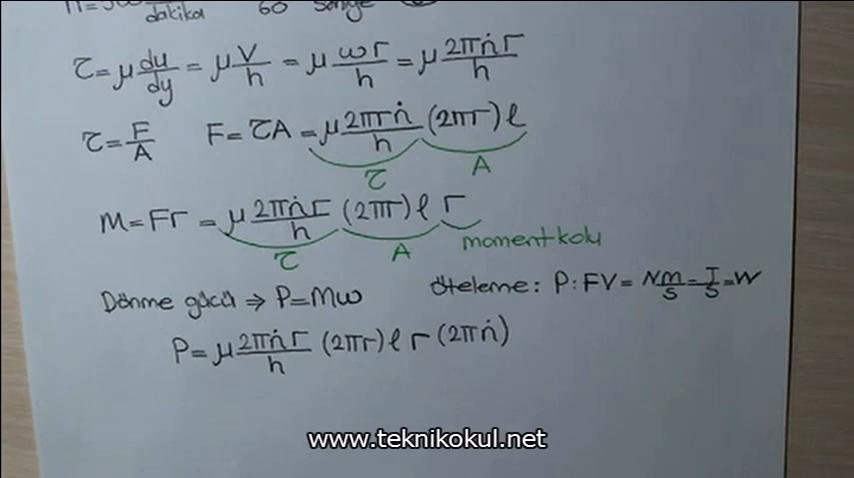 dakika 60 saniye
τ = μ du/dy = μ V/h = μ ωr/h = μ 2πṅr/h
τ = F/A F = τA = μ 2πrṅ/h (2πr) ℓ
τ A
M = Fr = μ 2πṅr/h (2πr) ℓ r
τ A moment kolu
Dönme gücü ⇒ P = Mω Öteleme : P : FV = Nm/s = J/s = W
P = μ 2πṅr/h (2πr) ℓ r (2πṅ)
www.teknikokul.net